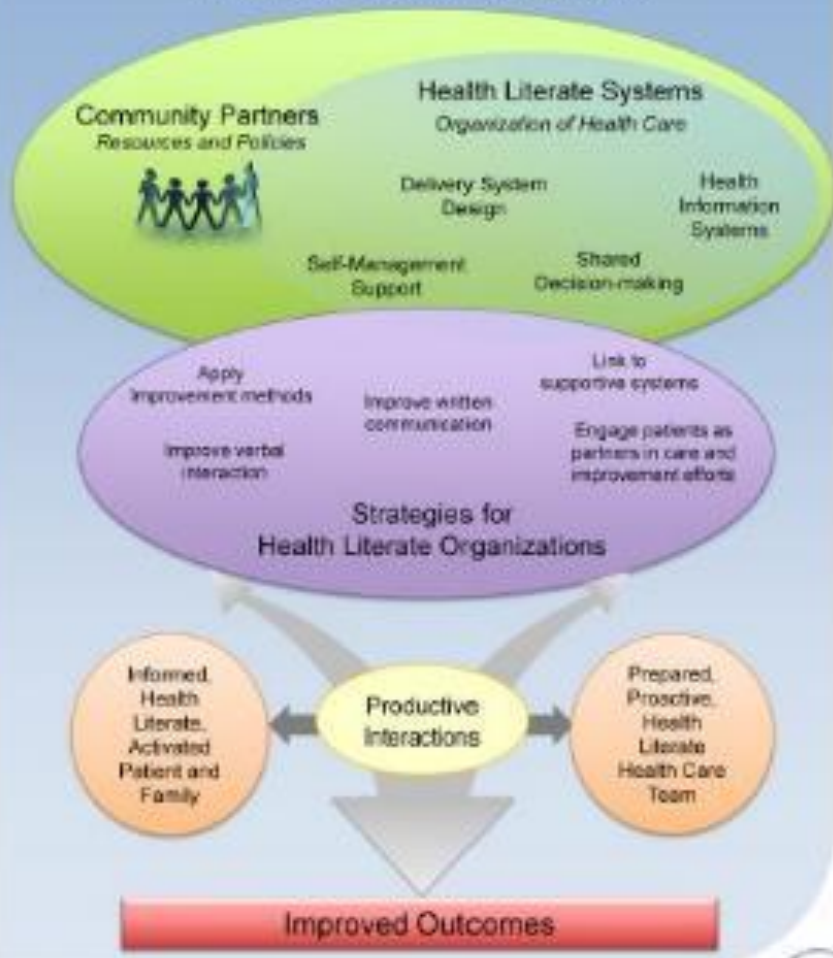 Community Partners
Resources and Policies
Health Literate Systems
Organization of Health Care
Delivery System
Design
Health
Information
Systems
Self-Management
Support
Shared
Decision-making
Apply
Improvement methods
Improve written
communication
Link to
supportive systems
Improve verbal
interaction
Engage patients as
partners in care and
improvement efforts
Strategies for
Health Literate Organizations
Informed,
Health
Literate,
Activated
Patient and
Family
Productive
Interactions
Prepared,
Proactive,
Health
Literate
Health Care
Team
Improved Outcomes